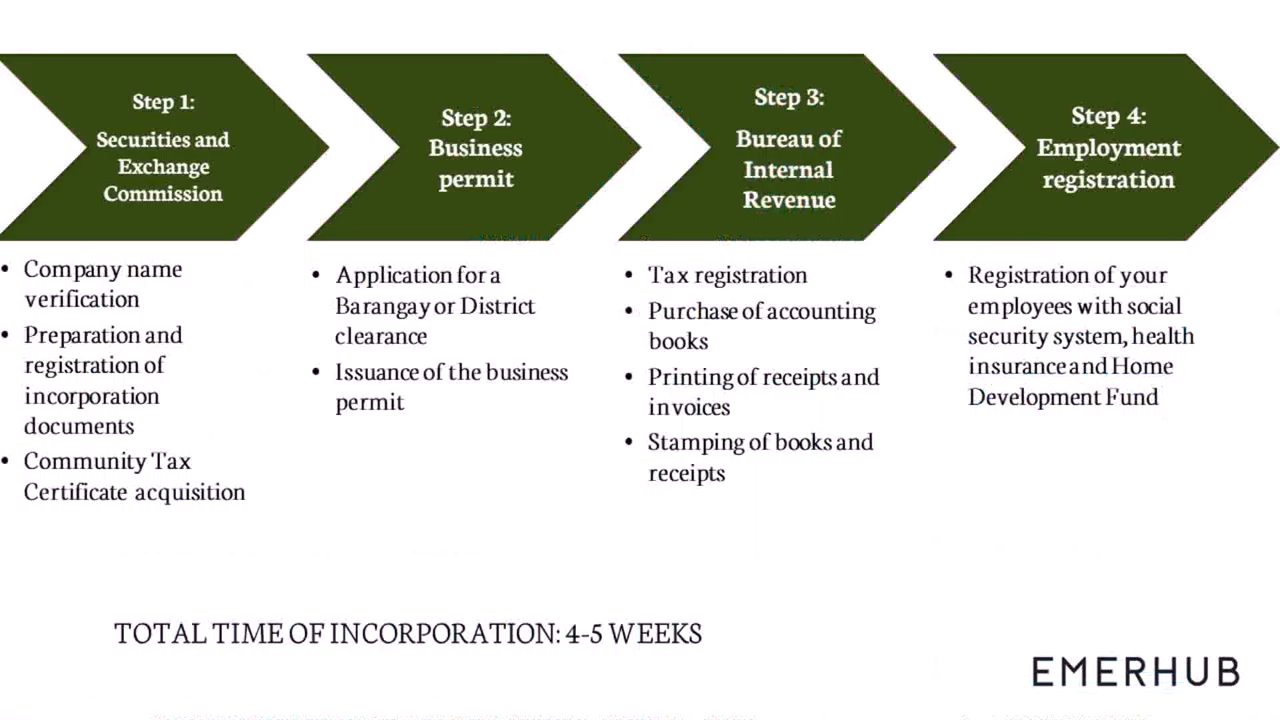 Step 1:
Securities and
Exchange
Commission
• Company name
verification
• Preparation and
registration of
incorporation
documents
• Community Tax
Certificate acquisition
Step 2:
Business
permit
• Application for a
Barangay or District
clearance
• Issuance of the business
permit
Step 3:
Bureau of
Internal
Revenue
• Tax registration
• Purchase of accounting
books
• Printing of receipts and
invoices
• Stamping of books and
receipts
Step 4:
Employment
registration
• Registration of your
employees with social
security system, health
insurance and Home
Development Fund
TOTAL TIME OF INCORPORATION: 4-5 WEEKS
EMERHUB